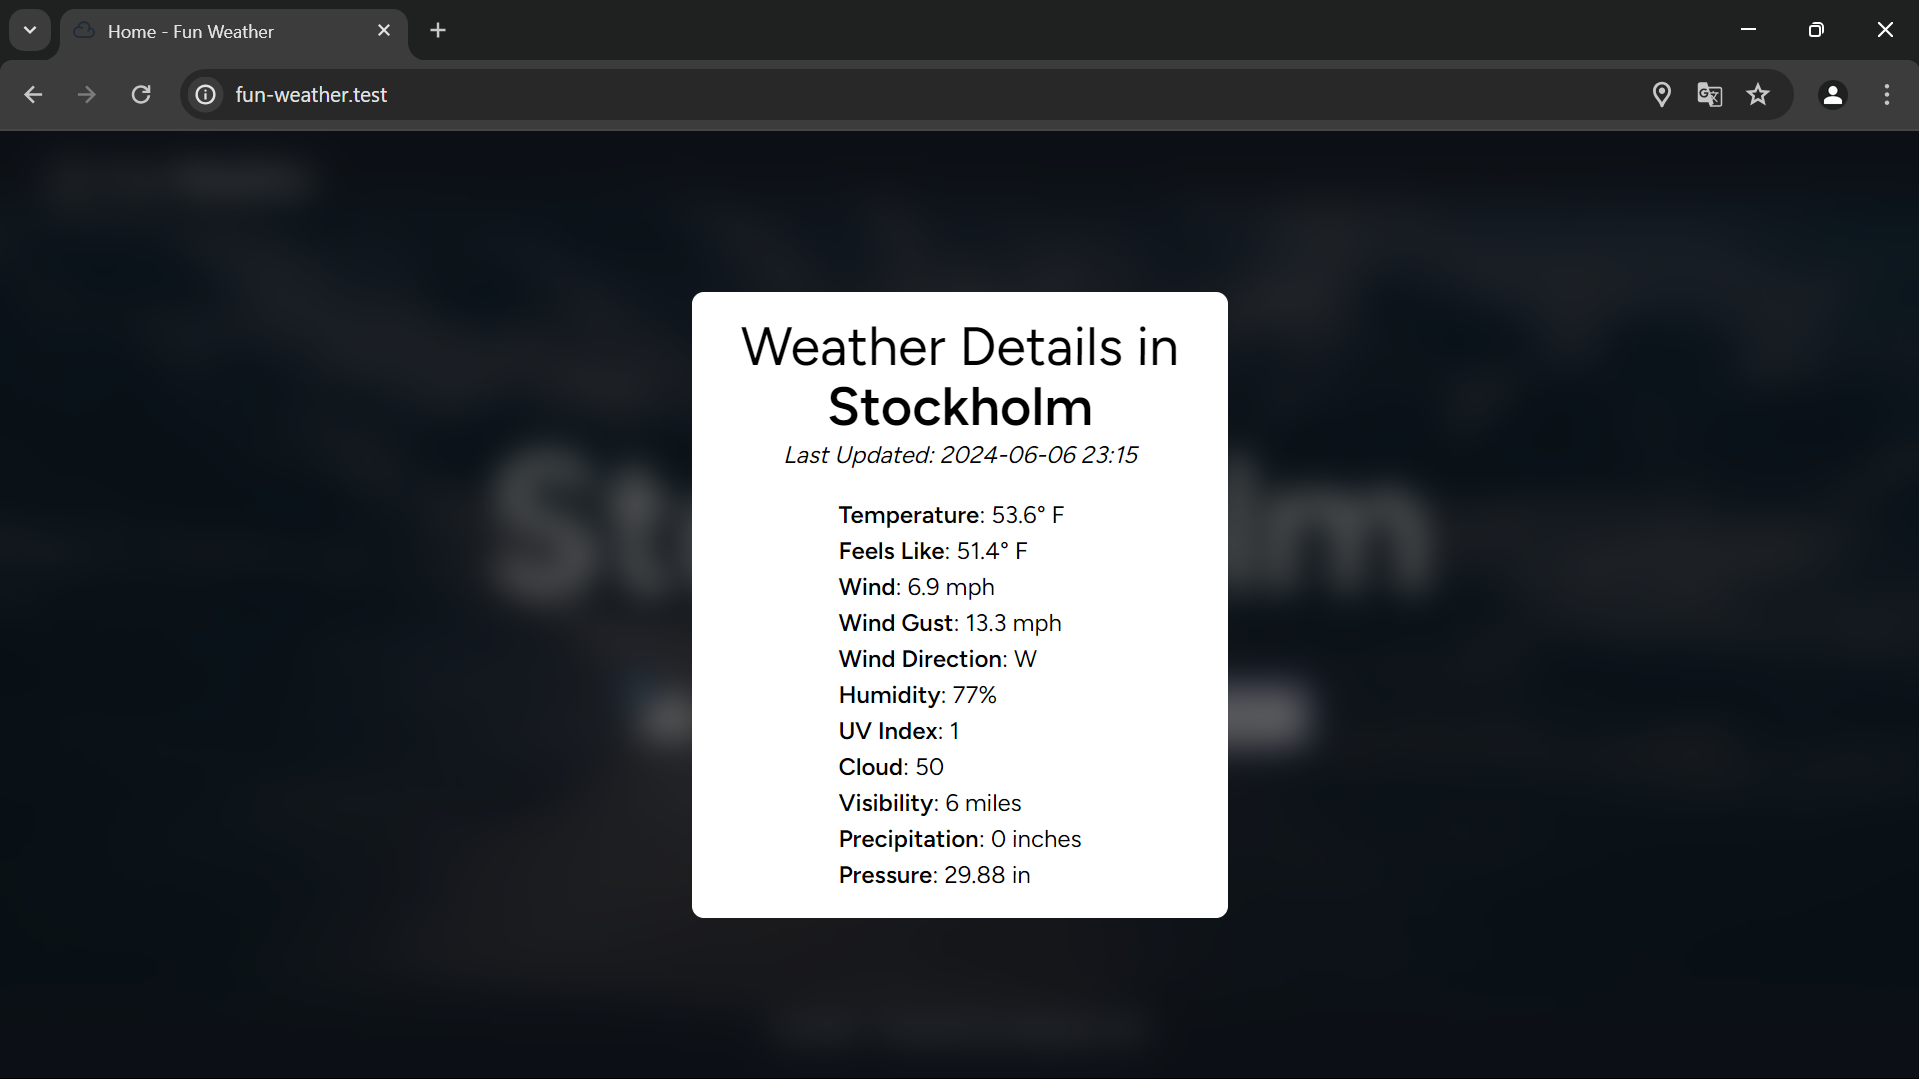 Home - Fun Weather
fun-weather.test
Weather Details in
Stockholm
Last Updated: 2024-06-06 23:15
Temperature: 53.6° F
Feels Like: 51.4° F
Wind: 6.9 mph
Wind Gust: 13.3 mph
Wind Direction: W
Humidity: 77%
UV Index: 1
Cloud: 50
Visibility: 6 miles
Precipitation: 0 inches
Pressure: 29.88 in